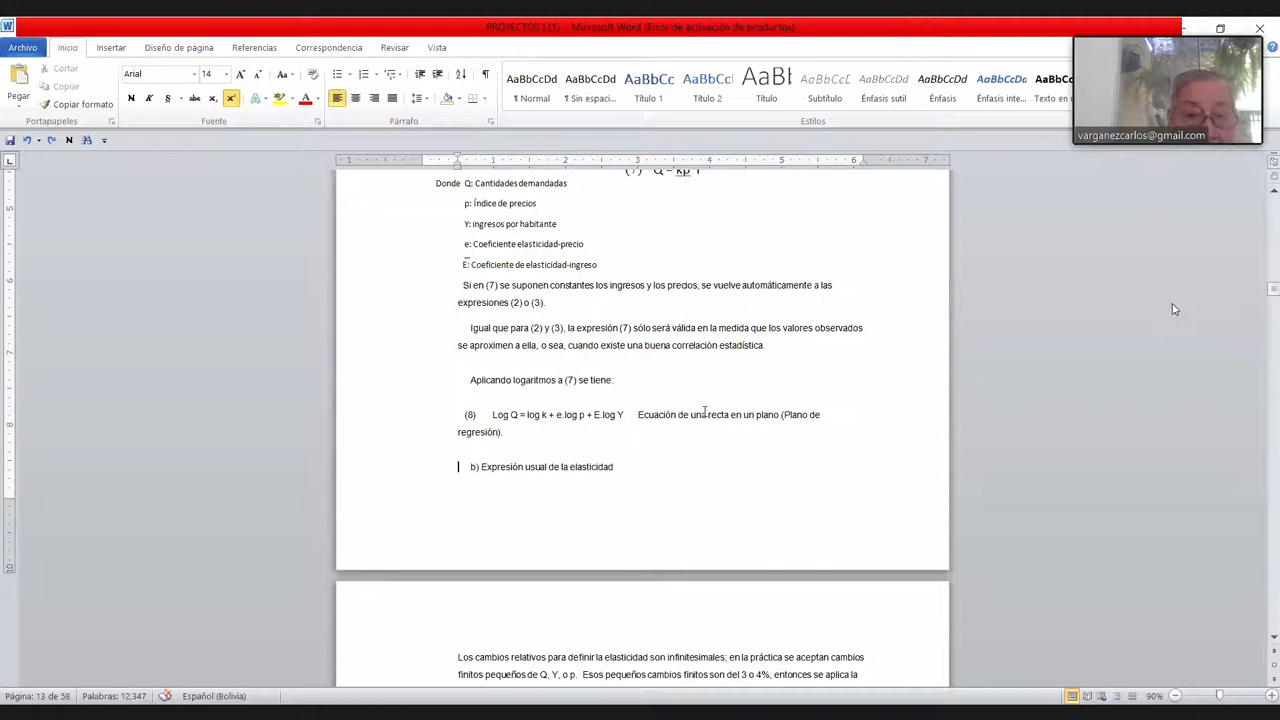 PROYECTOS I (1) - Microsoft Word (Error de activación de productos)
Archivo Inicio Insertar Diseño de página Referencias Correspondencia Revisar Vista
Cortar
Copiar
Pegar
Copiar formato
Portapapeles
Arial 14
Fuente
Párrafo
AaBbCcDd AaBbCcDd AaBbCc AaBbCc AaBb AaBbCcDd AaBbCcDd AaBbCcDd AaBbCcDd AaBbCc
¶ Normal ¶ Sin espaci... Título 1 Título 2 Título Subtítulo Énfasis sutil Énfasis Énfasis inte... Texto en n
Estilos
varganezcarlos@gmail.com
Donde Q: Cantidades demandadas
p: Índice de precios
Y: ingresos por habitante
e: Coeficiente elasticidad-precio
E: Coeficiente de elasticidad-ingreso
Si en (7) se suponen constantes los ingresos y los precios, se vuelve automáticamente a las
expresiones (2) o (3).
Igual que para (2) y (3), la expresión (7) sólo será válida en la medida que los valores observados
se aproximen a ella, o sea, cuando existe una buena correlación estadística.
Aplicando logaritmos a (7) se tiene:
(8) Log Q = log k + e.log p + E.log Y Ecuación de una recta en un plano (Plano de
regresión).
b) Expresión usual de la elasticidad
Los cambios relativos para definir la elasticidad son infinitesimales; en la práctica se aceptan cambios
finitos pequeños de Q, Y, o p. Esos pequeños cambios finitos son del 3 o 4%, entonces se aplica la
Página: 13 de 58 Palabras: 12,347 Español (Bolivia) 90%